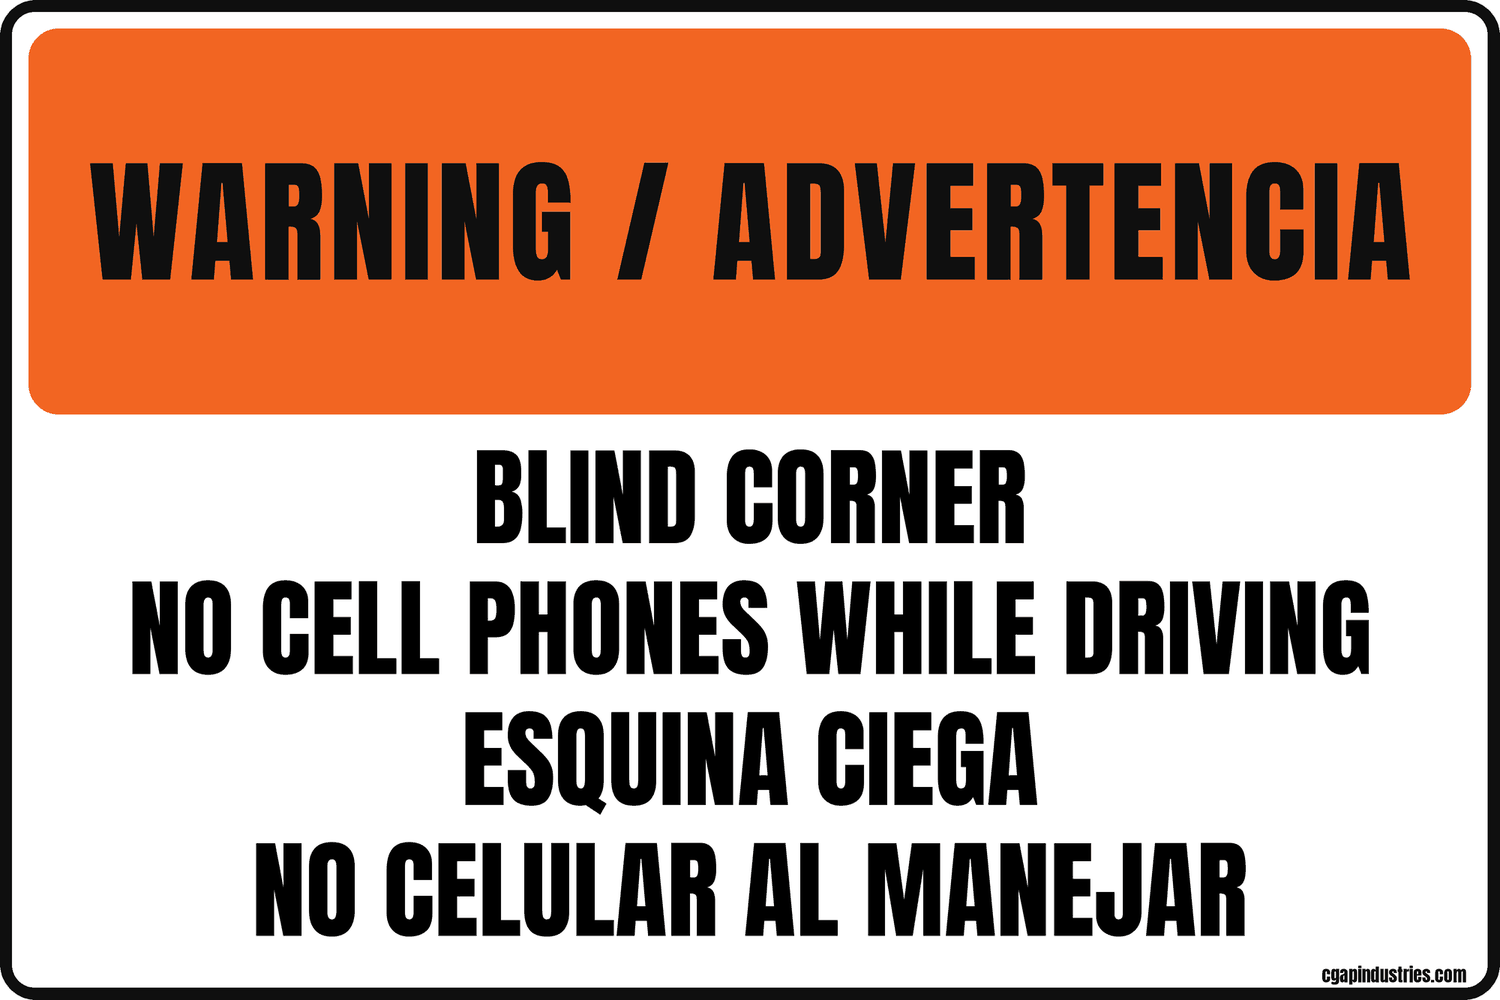 WARNING / ADVERTENCIA
BLIND CORNER
NO CELL PHONES WHILE DRIVING
ESQUINA CIEGA
NO CELULAR AL MANEJAR
cgapindustries.com